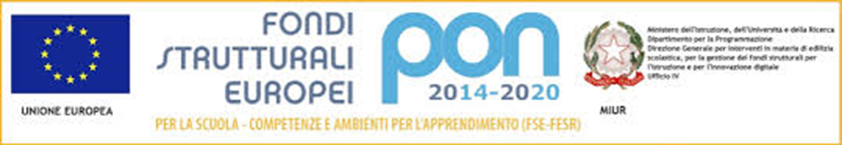 UNIONE EUROPEA
FONDI
STRUTTURALI
EUROPEI
pon
2014-2020
PER LA SCUOLA - COMPETENZE E AMBIENTI PER L'APPRENDIMENTO (FSE-FESR)
MIUR
Ministero dell'Istruzione, dell'Università e della Ricerca
Dipartimento per la Programmazione
Direzione Generale per interventi in materia di edilizia
scolastica, per la gestione dei fondi strutturali per
l'istruzione e per l'innovazione digitale
Ufficio IV